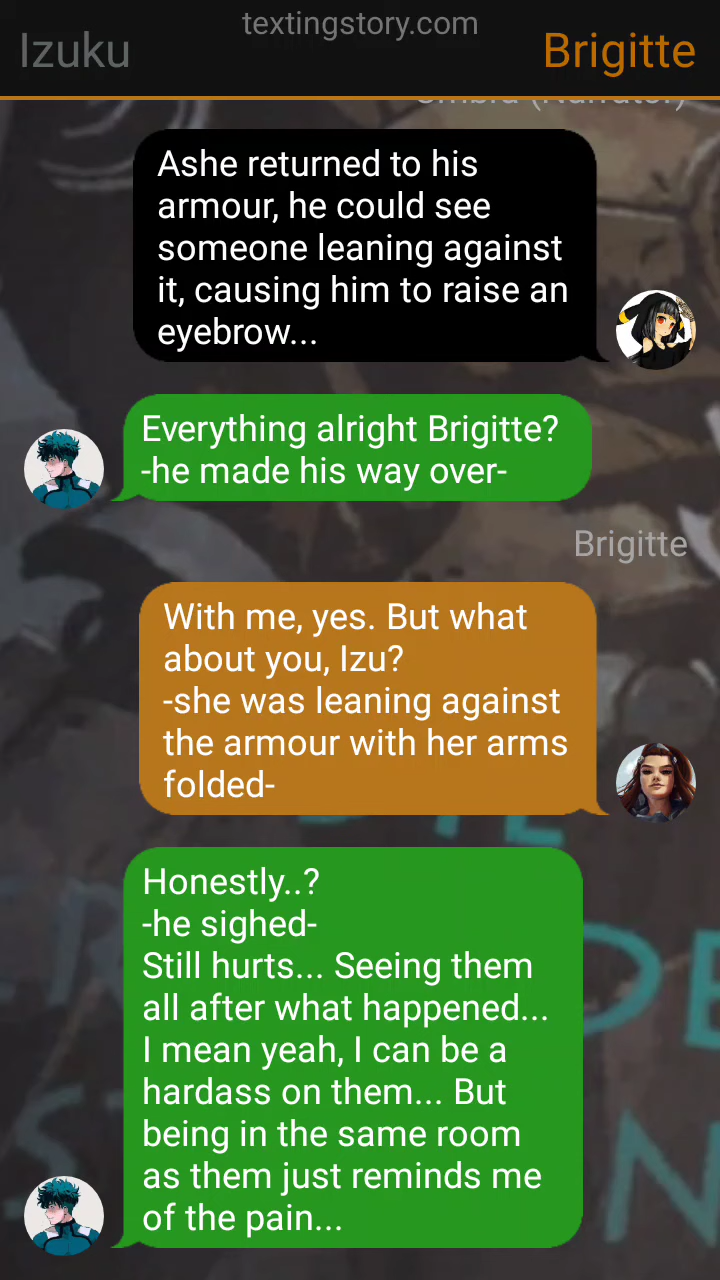 textingstory.com
Izuku
Brigitte
Ashe returned to his
armour, he could see
someone leaning against
it, causing him to raise an
eyebrow...
Everything alright Brigitte?
-he made his way over-
Brigitte
With me, yes. But what
about you, Izu?
-she was leaning against
the armour with her arms
folded-
Honestly..?
-he sighed-
Still hurts... Seeing them
all after what happened...
I mean yeah, I can be a
hardass on them... But
being in the same room
as them just reminds me
of the pain...